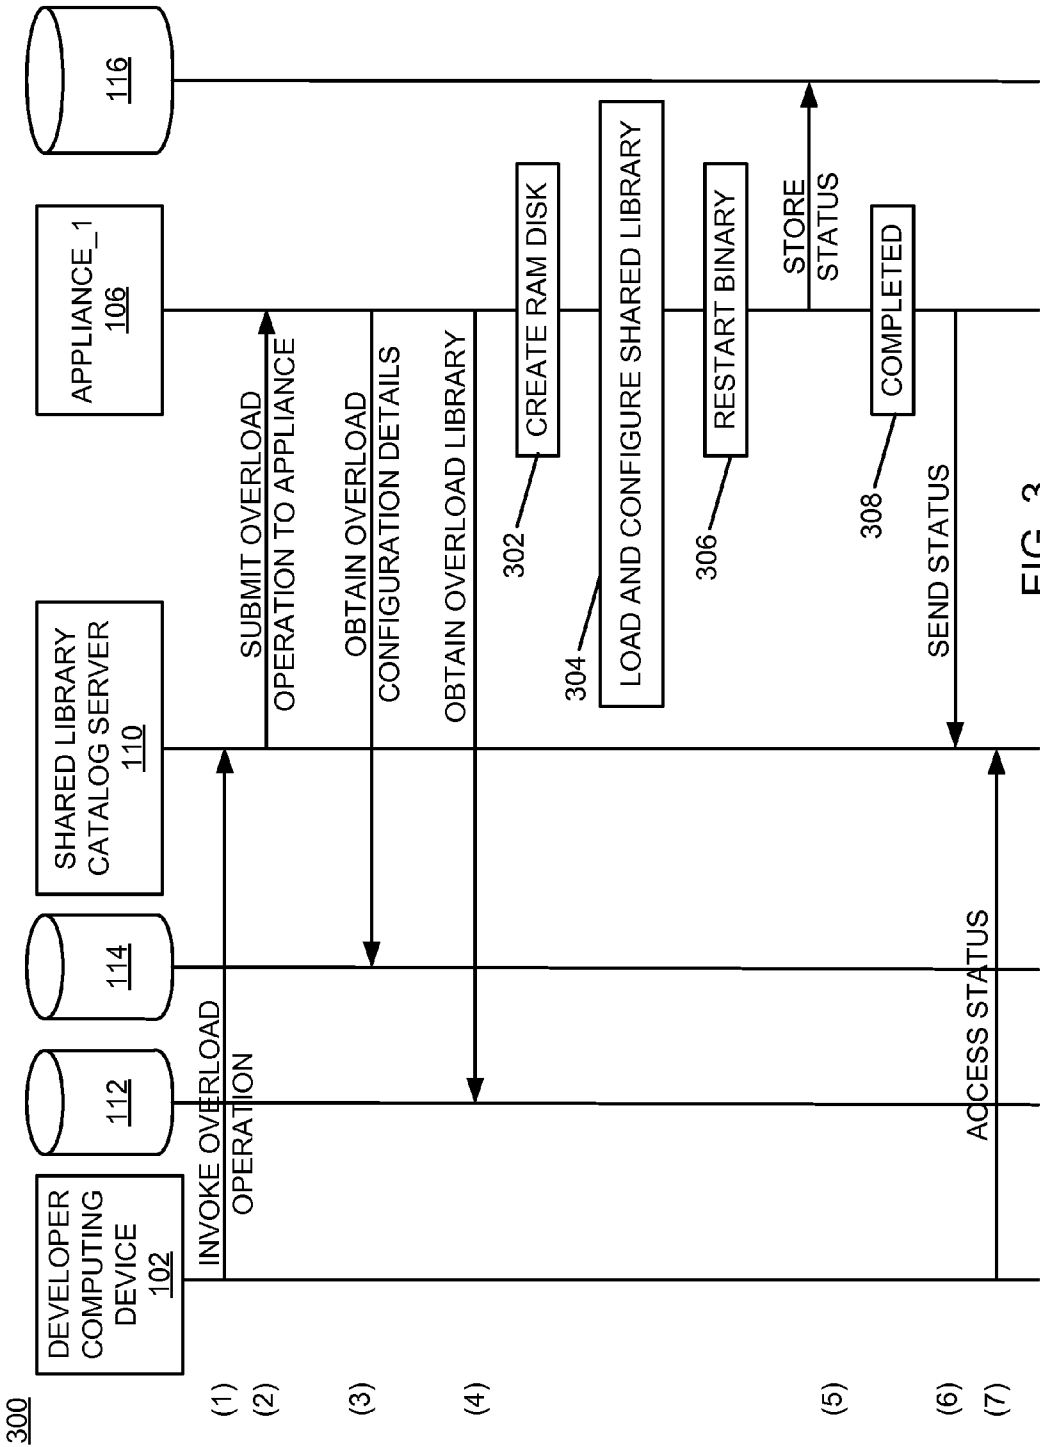 300
DEVELOPER
COMPUTING
DEVICE
102
112
114
SHARED LIBRARY
CATALOG SERVER
110
APPLIANCE_1
106
116
(1)
INVOKE OVERLOAD
OPERATION
(2)
SUBMIT OVERLOAD
OPERATION TO APPLIANCE
(3)
OBTAIN OVERLOAD
CONFIGURATION DETAILS
(4)
OBTAIN OVERLOAD LIBRARY
302
CREATE RAM DISK
304
LOAD AND CONFIGURE SHARED LIBRARY
306
RESTART BINARY
(5)
STORE
STATUS
308
COMPLETED
(6)
SEND STATUS
(7)
ACCESS STATUS
FIG. 3